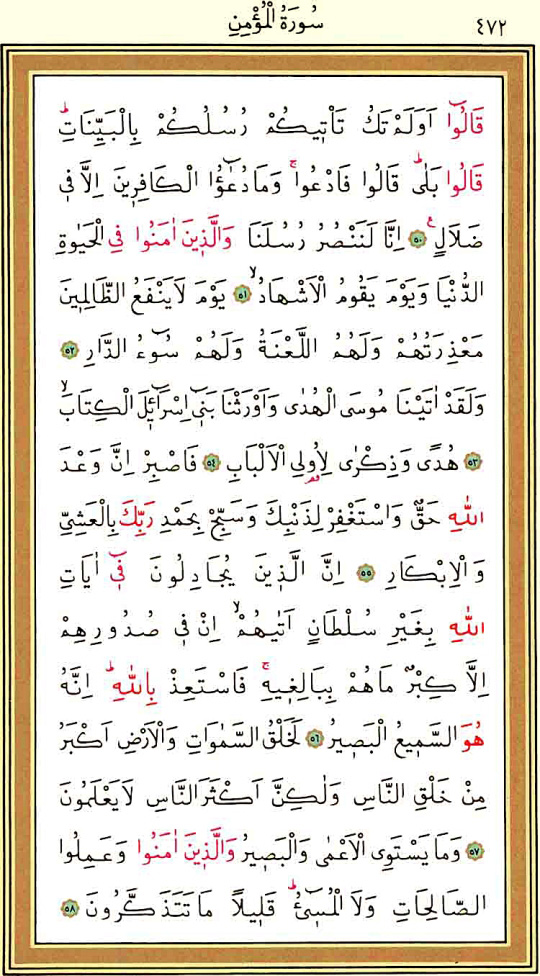 ٤٧٢ سُورَةُ الْمُؤْمِنِ
قَالُٓوا اَوَلَمْ تَكُ تَأْتٖيكُمْ رُسُلُكُمْ بِالْبَيِّنَاتِؕ
قَالُوا بَلٰىؕ قَالُوا فَادْعُواۚ وَمَا دُعٰٓؤُا الْكَافِرٖينَ اِلَّا فٖى
ضَلَالٍࣖ ﴿٥٠﴾ اِنَّا لَنَنْصُرُ رُسُلَنَا وَالَّذٖينَ اٰمَنُوا فِى الْحَيٰوةِ
الدُّنْيَا وَيَوْمَ يَقُومُ الْاَشْهَادُۙ ﴿٥١﴾ يَوْمَ لَا يَنْفَعُ الظَّالِمٖينَ
مَعْذِرَتُهُمْ وَلَهُمُ اللَّعْنَةُ وَلَهُمْ سُٓوءُ الدَّارِ ﴿٥٢﴾
وَلَقَدْ اٰتَيْنَا مُوسَى الْهُدٰى وَاَوْرَثْنَا بَنٖٓى اِسْرَٓائٖلَ الْكِتَابَۙ
﴿٥٣﴾ هُدًى وَذِكْرٰى لِاُولِى الْاَلْبَابِ ﴿٥٤﴾ فَاصْبِرْ اِنَّ وَعْدَ
اللّٰهِ حَقٌّ وَاسْتَغْفِرْ لِذَنْبِكَ وَسَبِّحْ بِحَمْدِ رَبِّكَ بِالْعَشِىِّ
وَالْاِبْكَارِ ﴿٥٥﴾ اِنَّ الَّذٖينَ يُجَادِلُونَ فٖٓى اٰيَاتِ
اللّٰهِ بِغَيْرِ سُلْطَانٍ اَتٰيهُمْۙ اِنْ فٖى صُدُورِهِمْ
اِلَّا كِبْرٌ مَاهُمْ بِبَالِغٖيهِۚ فَاسْتَعِذْ بِاللّٰهِؕ اِنَّهُ
هُوَ السَّمٖيعُ الْبَصٖيرُ ﴿٥٦﴾ لَخَلْقُ السَّمٰوَاتِ وَالْاَرْضِ اَكْبَرُ
مِنْ خَلْقِ النَّاسِ وَلٰكِنَّ اَكْثَرَ النَّاسِ لَا يَعْلَمُونَ
﴿٥٧﴾ وَمَا يَسْتَوِى الْاَعْمٰى وَالْبَصٖيرُ وَالَّذٖينَ اٰمَنُوا وَعَمِلُوا
الصَّالِحَاتِ وَلَا الْمُسٖٓىءُؕ قَلٖيلًا مَا تَتَذَكَّرُونَ ﴿٥٨﴾